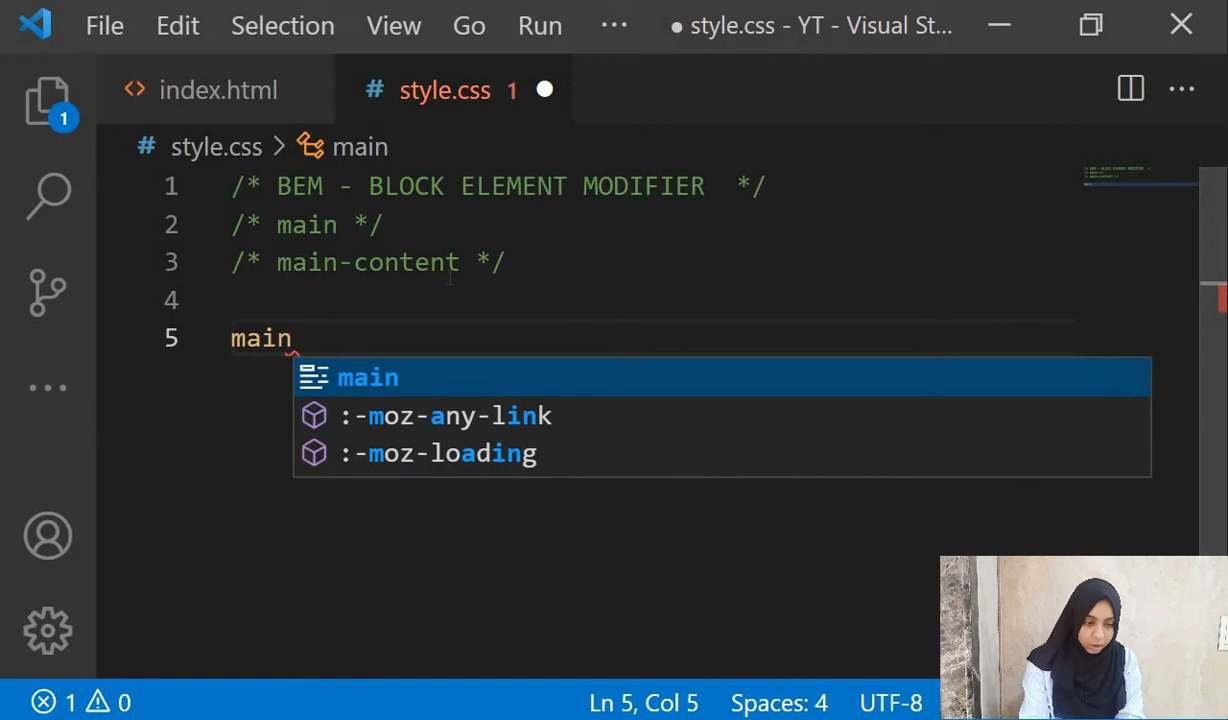 File Edit Selection View Go Run ··· ● style.css - YT - Visual St...
index.html # style.css 1
1
# style.css > main
1 /* BEM - BLOCK ELEMENT MODIFIER */
2 /* main */
3 /* main-content */
4
5 main
main
:-moz-any-link
:-moz-loading
1 0 Ln 5, Col 5 Spaces: 4 UTF-8